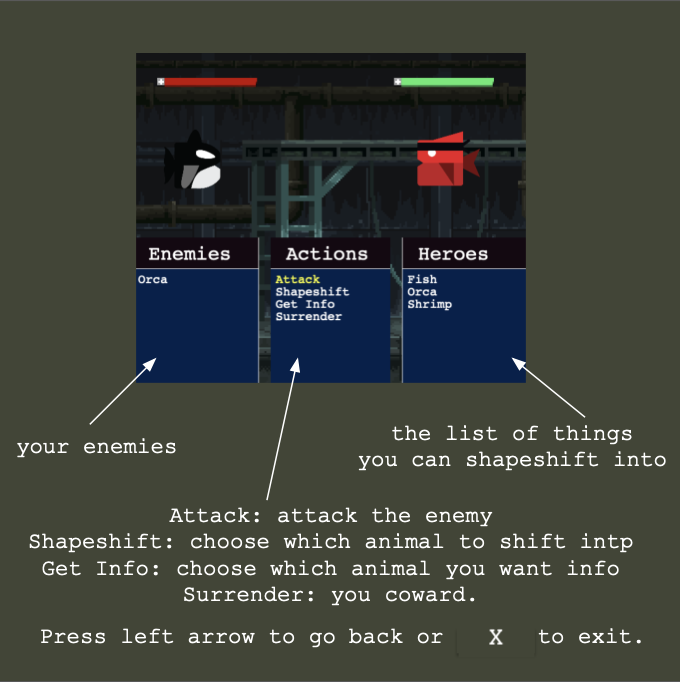 Enemies
Actions
Heroes
Orca
Attack
Shapeshift
Get Info
Surrender
Fish
Orca
Shrimp
your enemies
the list of things
you can shapeshift into
Attack: attack the enemy
Shapeshift: choose which animal to shift intp
Get Info: choose which animal you want info
Surrender: you coward.
Press left arrow to go back or X to exit.